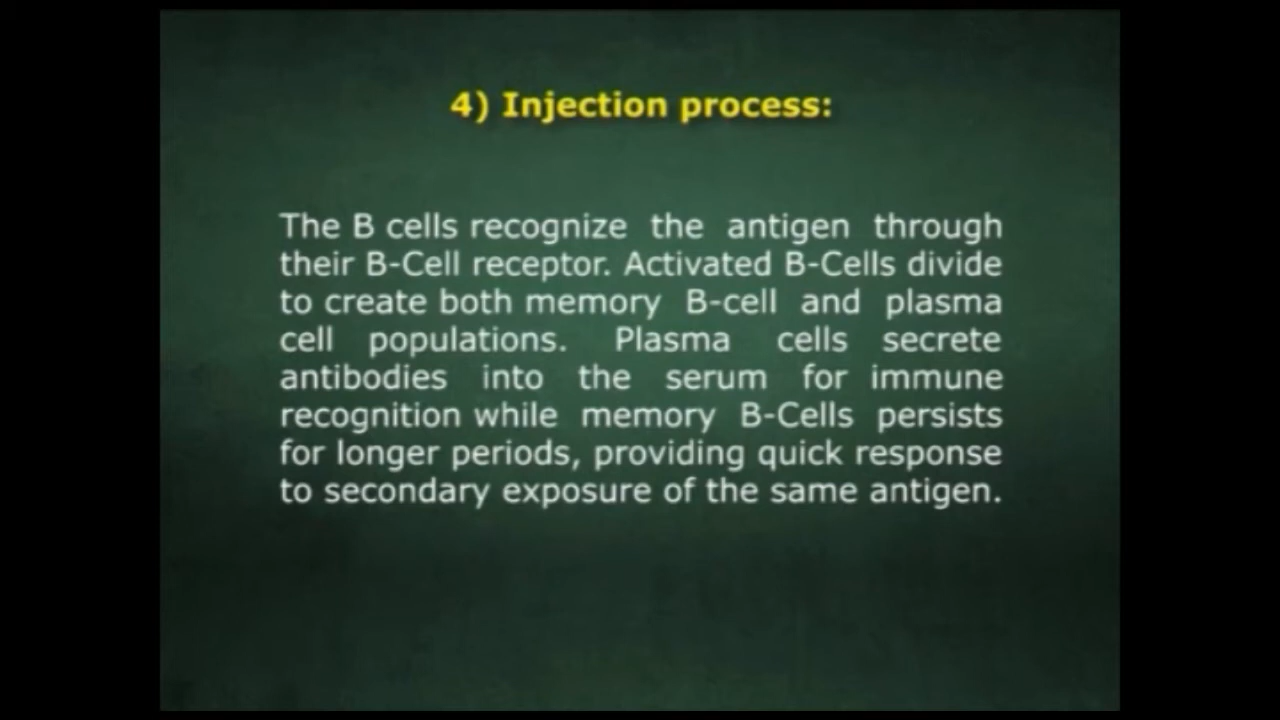 4) Injection process:
The B cells recognize the antigen through
their B-Cell receptor. Activated B-Cells divide
to create both memory B-cell and plasma
cell populations. Plasma cells secrete
antibodies into the serum for immune
recognition while memory B-Cells persists
for longer periods, providing quick response
to secondary exposure of the same antigen.